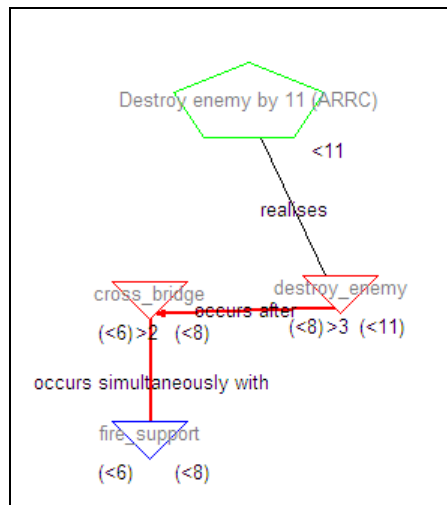 Destroy enemy by 11 (ARRC)
<11
realises
cross_bridge
destroy_enemy
occurs after
(<6) >2 (<8)
(<8) >3 (<11)
occurs simultaneously with
fire_support
(<6) (<8)